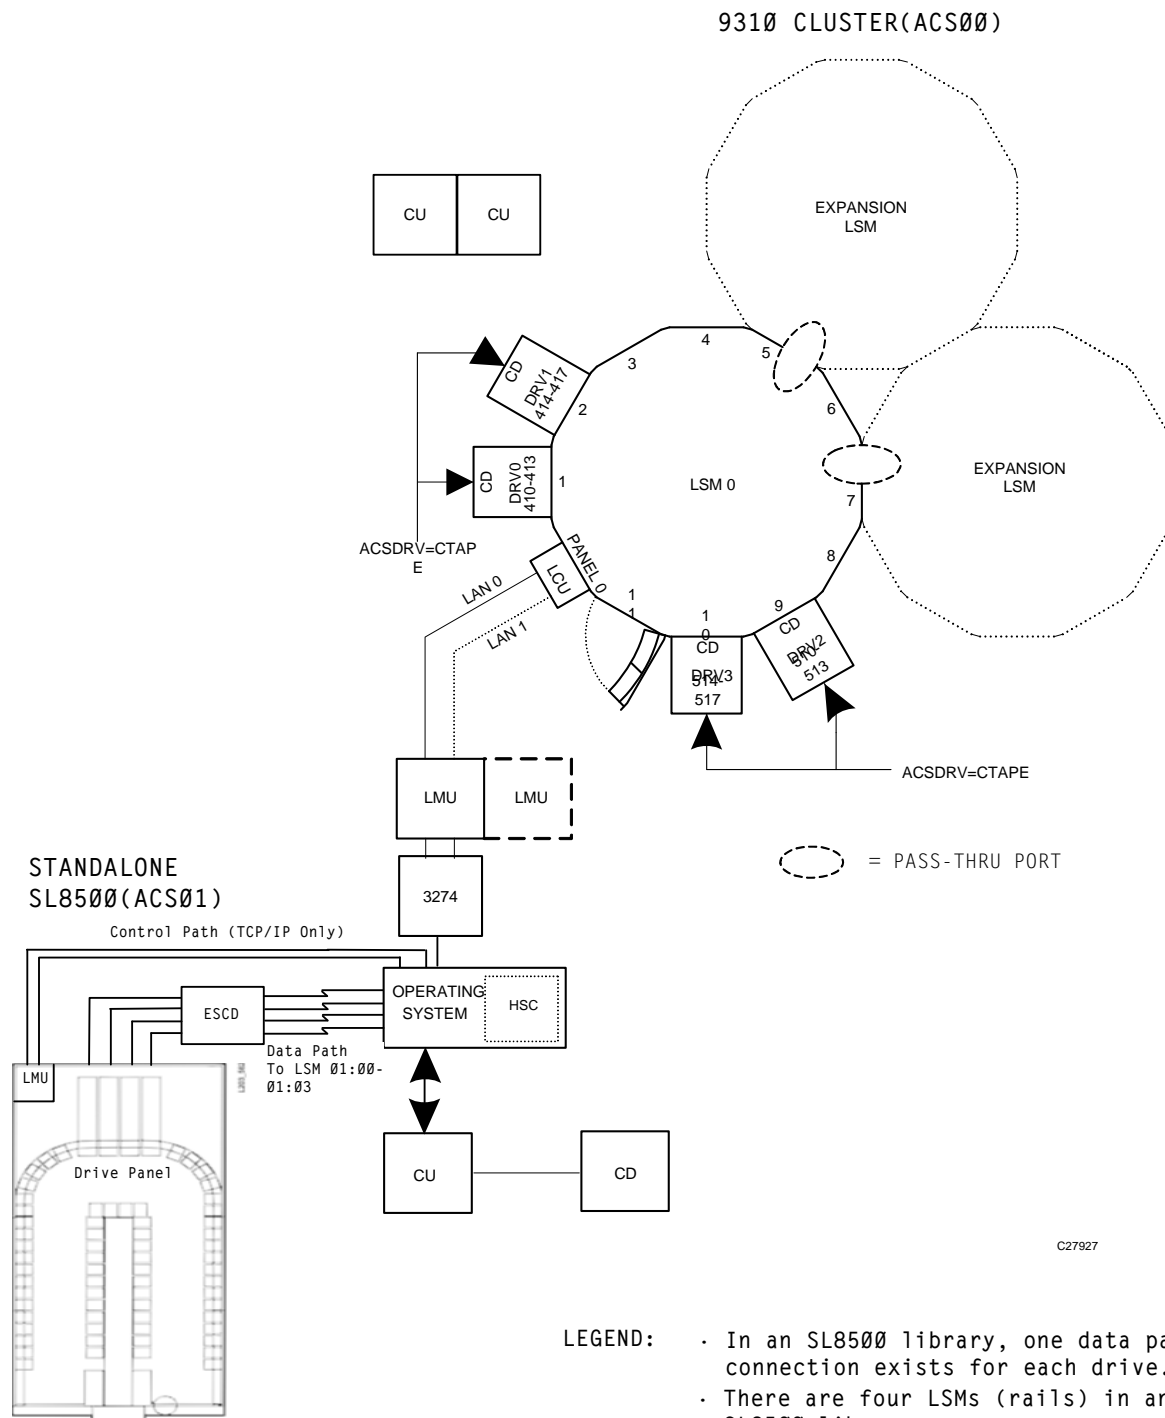 9310 CLUSTER(ACS00)
EXPANSION
LSM
CU
CU
4
5
3
CD
DRV1
414-417
2
6
CD
DRV0
410-413
1
LSM 0
EXPANSION
LSM
7
ACSDRV=CTAP
E
PANEL 0
LCU
8
LAN 0
LAN 1
1
1
1
0
9
CD
DRV3
514-
517
CD
DRV2
510-
513
ACSDRV=CTAPE
LMU
LMU
= PASS-THRU PORT
STANDALONE
SL8500(ACS01)
3274
Control Path (TCP/IP Only)
OPERATING
SYSTEM
HSC
ESCD
Data Path
To LSM 01:00-
01:03
LMU
Drive Panel
CU
CD
C27927
LEGEND:
· In an SL8500 library, one data pa
connection exists for each drive.
· There are four LSMs (rails) in an